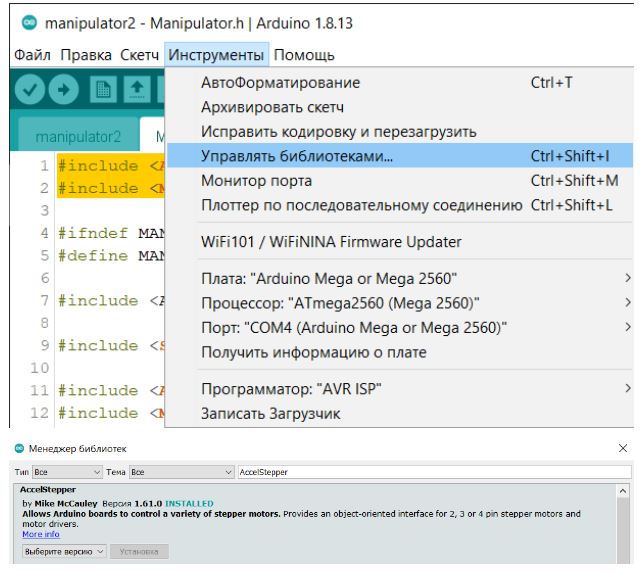 manipulator2 - Manipulator.h | Arduino 1.8.13
Файл Правка Скетч Инструменты Помощь
АвтоФорматирование Ctrl+T
Архивировать скетч
Исправить кодировку и перезагрузить
manipulator2 M
1 #include <A
Управлять библиотеками... Ctrl+Shift+I
2 #include <M
Монитор порта Ctrl+Shift+M
3
Плоттер по последовательному соединению Ctrl+Shift+L
4 #ifndef MAN
WiFi101 / WiFiNINA Firmware Updater
5 #define MAN
6
Плата: "Arduino Mega or Mega 2560"
7 #include <A
Процессор: "ATmega2560 (Mega 2560)"
8
Порт: "COM4 (Arduino Mega or Mega 2560)"
9 #include <S
Получить информацию о плате
10
11 #include <A
Программатор: "AVR ISP"
12 #include <M
Записать Загрузчик
Менеджер библиотек
Тип Все Тема Все AccelStepper
AccelStepper
by Mike McCauley Версия 1.61.0 INSTALLED
Allows Arduino boards to control a variety of stepper motors. Provides an object-oriented interface for 2, 3 or 4 pin stepper motors and
motor drivers.
More info
Выберите версию Установка